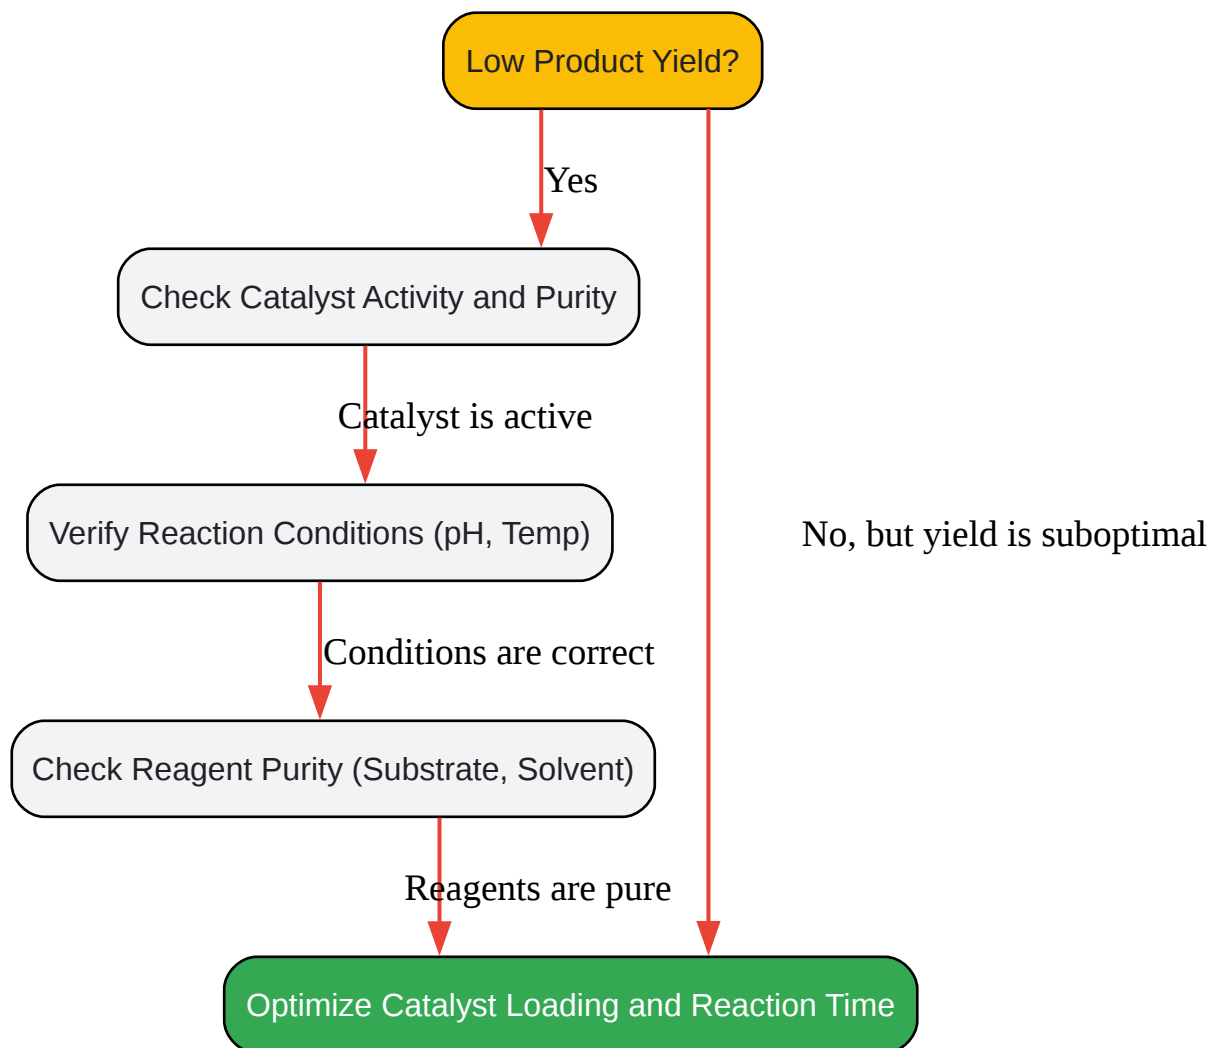 Low Product Yield?
Yes
Check Catalyst Activity and Purity
Catalyst is active
Verify Reaction Conditions (pH, Temp)
No, but yield is suboptimal
Conditions are correct
Check Reagent Purity (Substrate, Solvent)
Reagents are pure
Optimize Catalyst Loading and Reaction Time